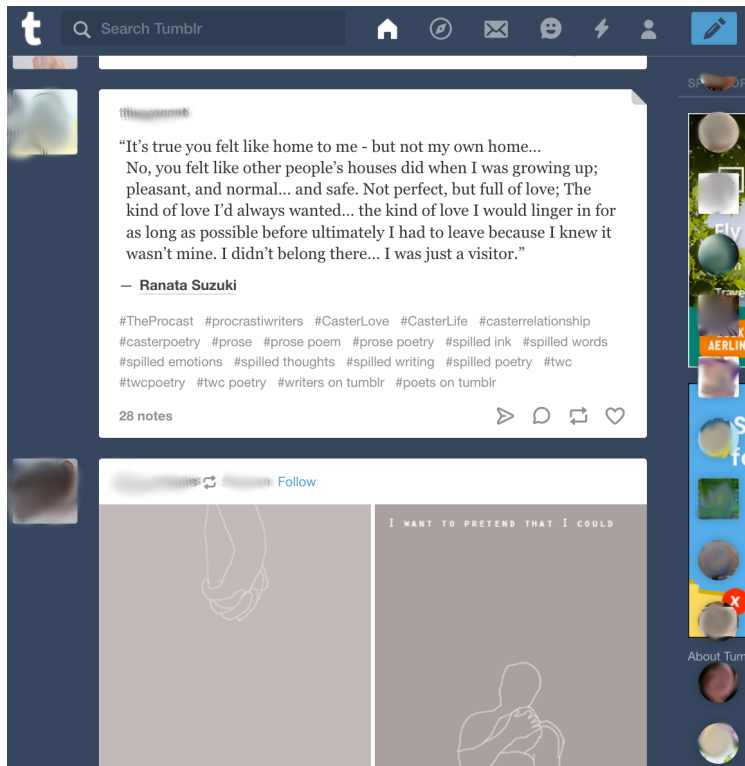 t Search Tumblr
“It’s true you felt like home to me - but not my own home...
No, you felt like other people’s houses did when I was growing up;
pleasant, and normal... and safe. Not perfect, but full of love; The
kind of love I’d always wanted... the kind of love I would linger in for
as long as possible before ultimately I had to leave because I knew it
wasn’t mine. I didn’t belong there... I was just a visitor.”
— Ranata Suzuki
#TheProcast #procrastiwriters #CasterLove #CasterLife #casterrelationship
#casterpoetry #prose #prose poem #prose poetry #spilled ink #spilled words
#spilled emotions #spilled thoughts #spilled writing #spilled poetry #twc
#twcpoetry #twc poetry #writers on tumblr #poets on tumblr
28 notes
Follow
I WANT TO PRETEND THAT I COULD
Fly
Trave
AERLIN
S
fo
X
About Tum